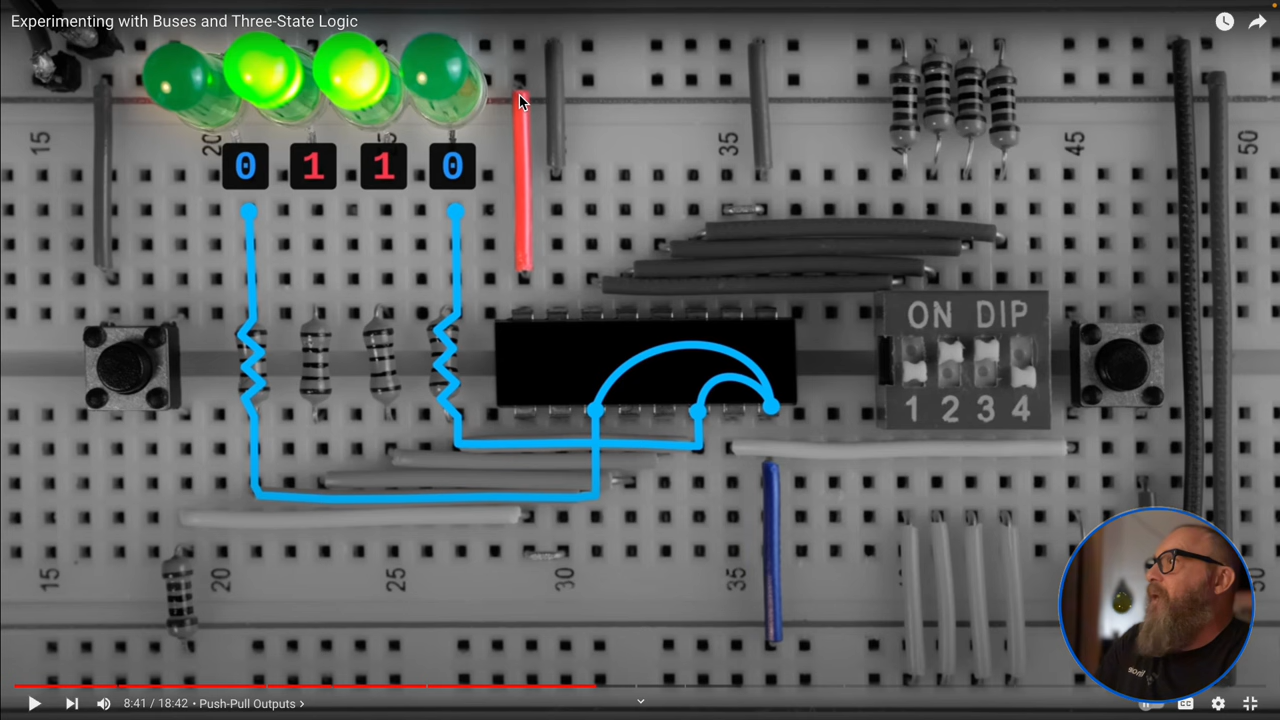 Experimenting with Buses and Three-State Logic
15
20
35
45
50
0 1 1 0
ON DIP
1 2 3 4
15
20
25
30
35
8:41 / 18:42 • Push-Pull Outputs ›
CC